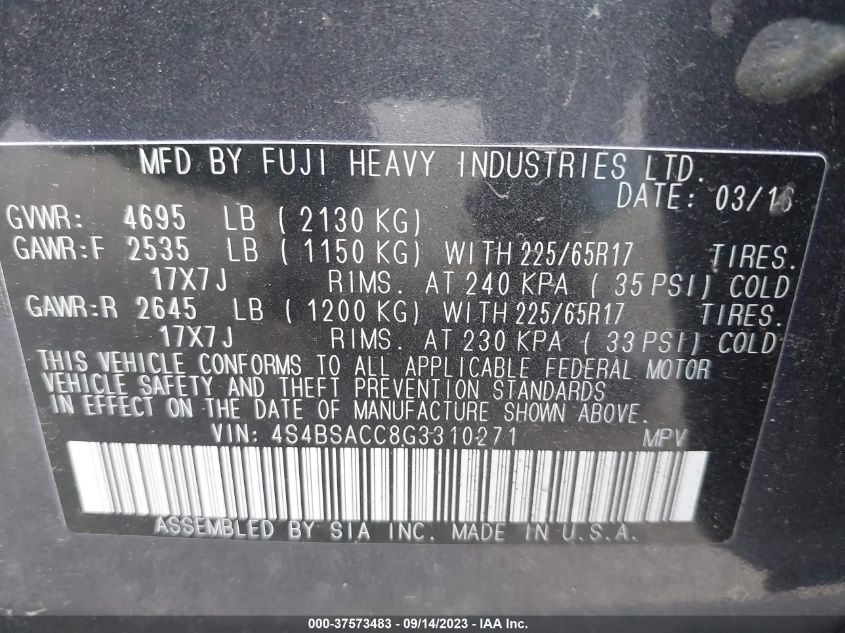 MFD BY FUJI HEAVY INDUSTRIES LTD.
DATE: 03/16
GVWR: 4695 LB ( 2130 KG)
GAWR:F 2535 LB ( 1150 KG) WITH 225/65R17 TIRES.
17X7J RIMS. AT 240 KPA ( 35 PSI) COLD
GAWR:R 2645 LB ( 1200 KG) WITH 225/65R17 TIRES.
17X7J RIMS. AT 230 KPA ( 33 PSI) COLD
THIS VEHICLE CONFORMS TO ALL APPLICABLE FEDERAL MOTOR
VEHICLE SAFETY AND THEFT PREVENTION STANDARDS
IN EFFECT ON THE DATE OF MANUFACTURE SHOWN ABOVE.
VIN: 4S4BSACC8G3310271 MPV
ASSEMBLED BY SIA INC. MADE IN U.S.A.
000-37573483 - 09/14/2023 - IAA Inc.